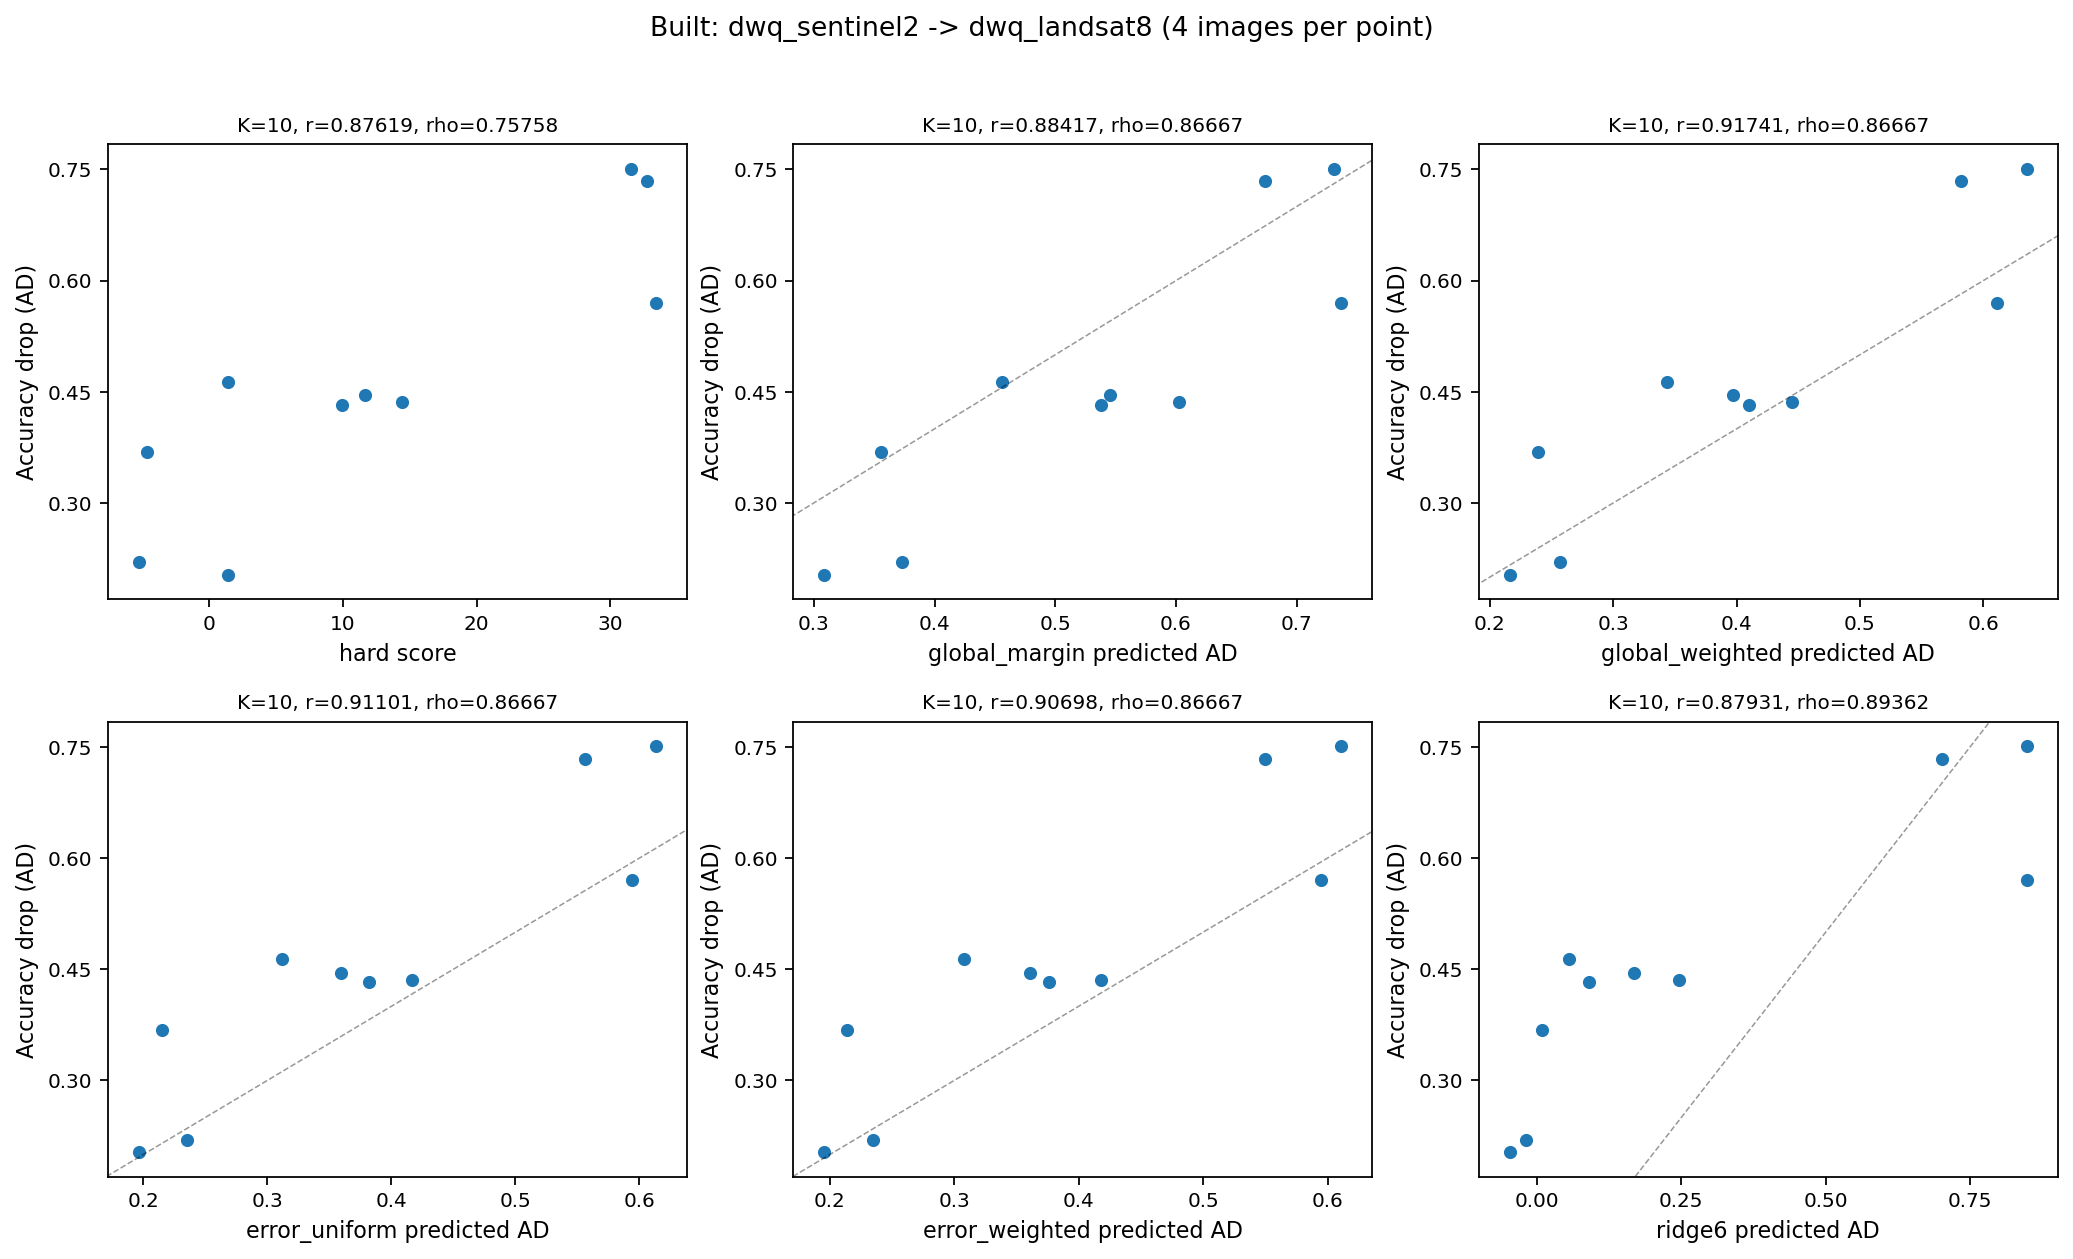 Built: dwq_sentinel2 -> dwq_landsat8 (4 images per point)
K=10, r=0.87619, rho=0.75758
0.75
0.60
0.45
0.30
Accuracy drop (AD)
0 10 20 30
hard score
K=10, r=0.88417, rho=0.86667
0.75
0.60
0.45
0.30
Accuracy drop (AD)
0.3 0.4 0.5 0.6 0.7
global_margin predicted AD
K=10, r=0.91741, rho=0.86667
0.75
0.60
0.45
0.30
Accuracy drop (AD)
0.2 0.3 0.4 0.5 0.6
global_weighted predicted AD
K=10, r=0.91101, rho=0.86667
0.75
0.60
0.45
0.30
Accuracy drop (AD)
0.2 0.3 0.4 0.5 0.6
error_uniform predicted AD
K=10, r=0.90698, rho=0.86667
0.75
0.60
0.45
0.30
Accuracy drop (AD)
0.2 0.3 0.4 0.5 0.6
error_weighted predicted AD
K=10, r=0.87931, rho=0.89362
0.75
0.60
0.45
0.30
Accuracy drop (AD)
0.00 0.25 0.50 0.75
ridge6 predicted AD